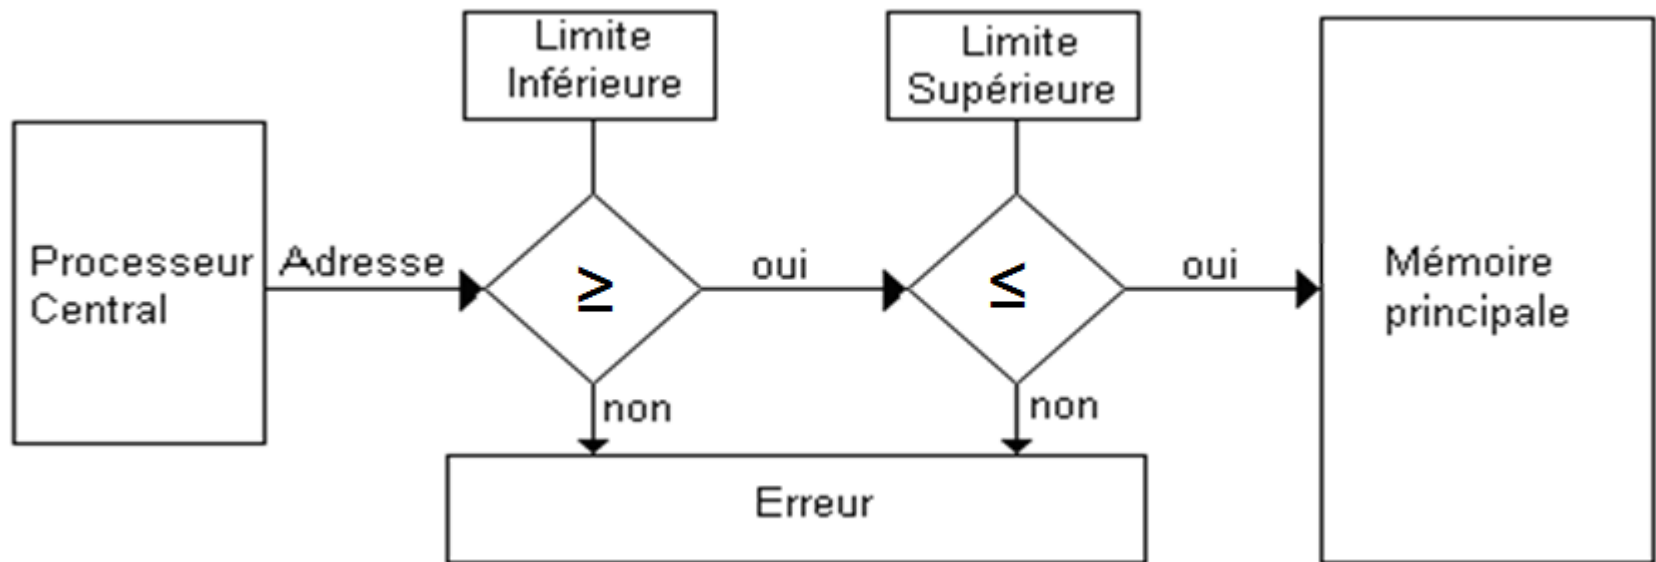 Limite
Inférieure
Limite
Supérieure
Processeur
Central
Adresse
≥
oui
≤
oui
Mémoire
principale
non
non
Erreur